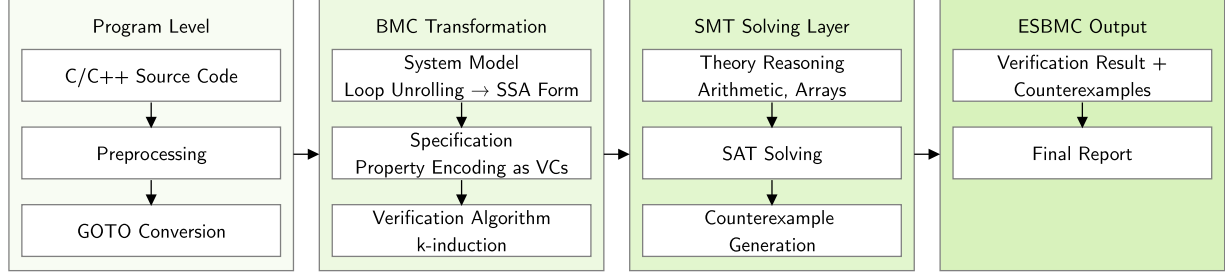 Program Level
C/C++ Source Code
Preprocessing
GOTO Conversion
BMC Transformation
System Model
Loop Unrolling → SSA Form
Specification
Property Encoding as VCs
Verification Algorithm
k-induction
SMT Solving Layer
Theory Reasoning
Arithmetic, Arrays
SAT Solving
Counterexample
Generation
ESBMC Output
Verification Result +
Counterexamples
Final Report